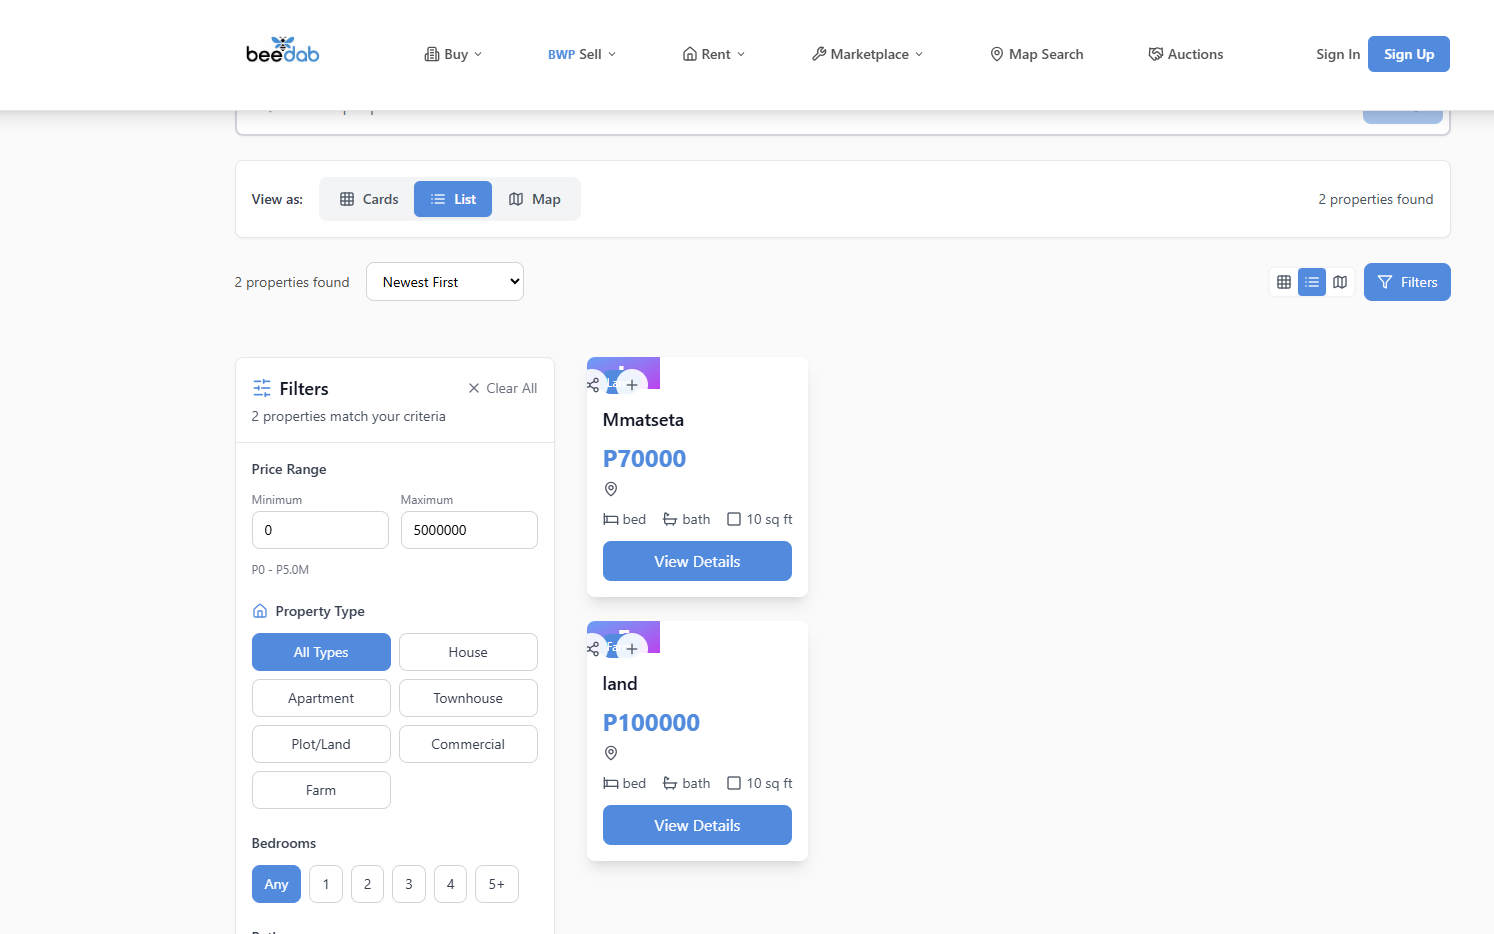 beedab
Buy
BWP Sell
Rent
Marketplace
Map Search
Auctions
Sign In
Sign Up
View as:
Cards
List
Map
2 properties found
2 properties found
Newest First
Filters
Filters
Clear All
2 properties match your criteria
Price Range
Minimum
Maximum
0
5000000
P0 - P5.0M
Property Type
All Types
House
Apartment
Townhouse
Plot/Land
Commercial
Farm
Bedrooms
Any
1
2
3
4
5+
Mmatseta
P70000
bed
bath
10 sq ft
View Details
land
P100000
bed
bath
10 sq ft
View Details